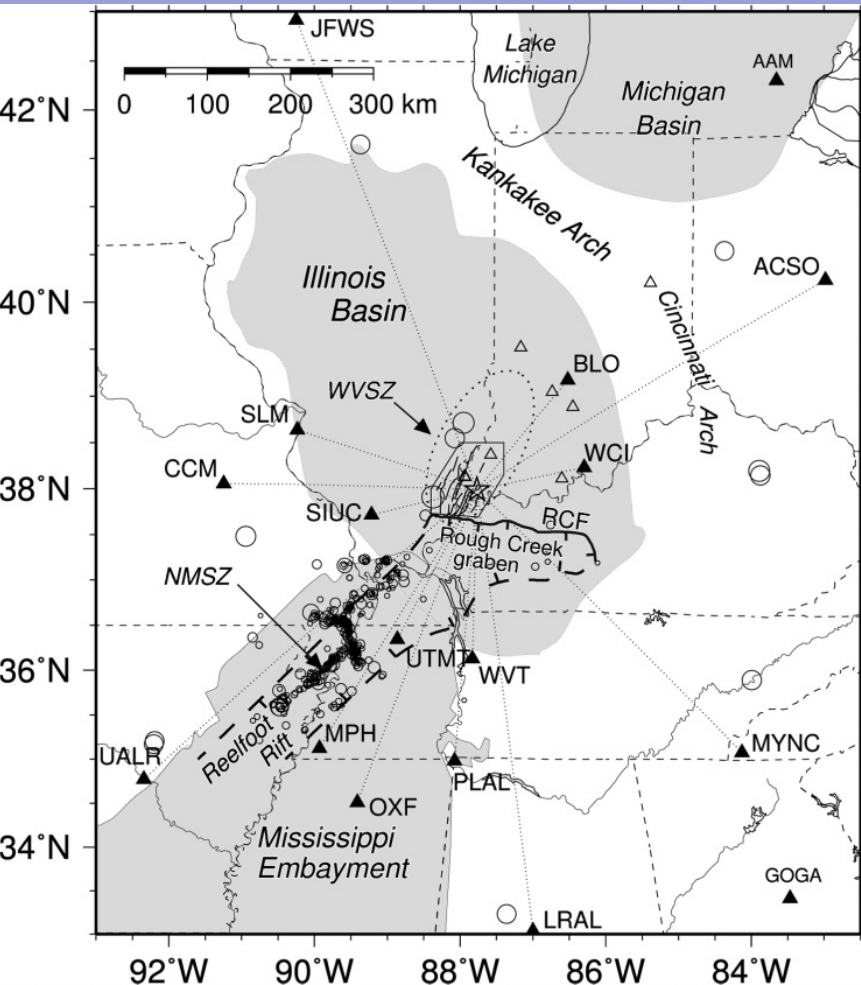 JFWS
Lake
Michigan
AAM
Michigan
Basin
0 100 200 300 km
42°N
Kankakee Arch
ACSO
40°N
Illinois
Basin
Cincinnati Arch
BLO
WVSZ
SLM
WCI
CCM
38°N
SIUC
RCF
Rough Creek
graben
NMSZ
36°N
UTMT
WVT
Reelfoot
Rift
MPH
UALR
MYNC
PLAL
OXF
34°N
Mississippi
Embayment
GOGA
LRAL
92°W 90°W 88°W 86°W 84°W